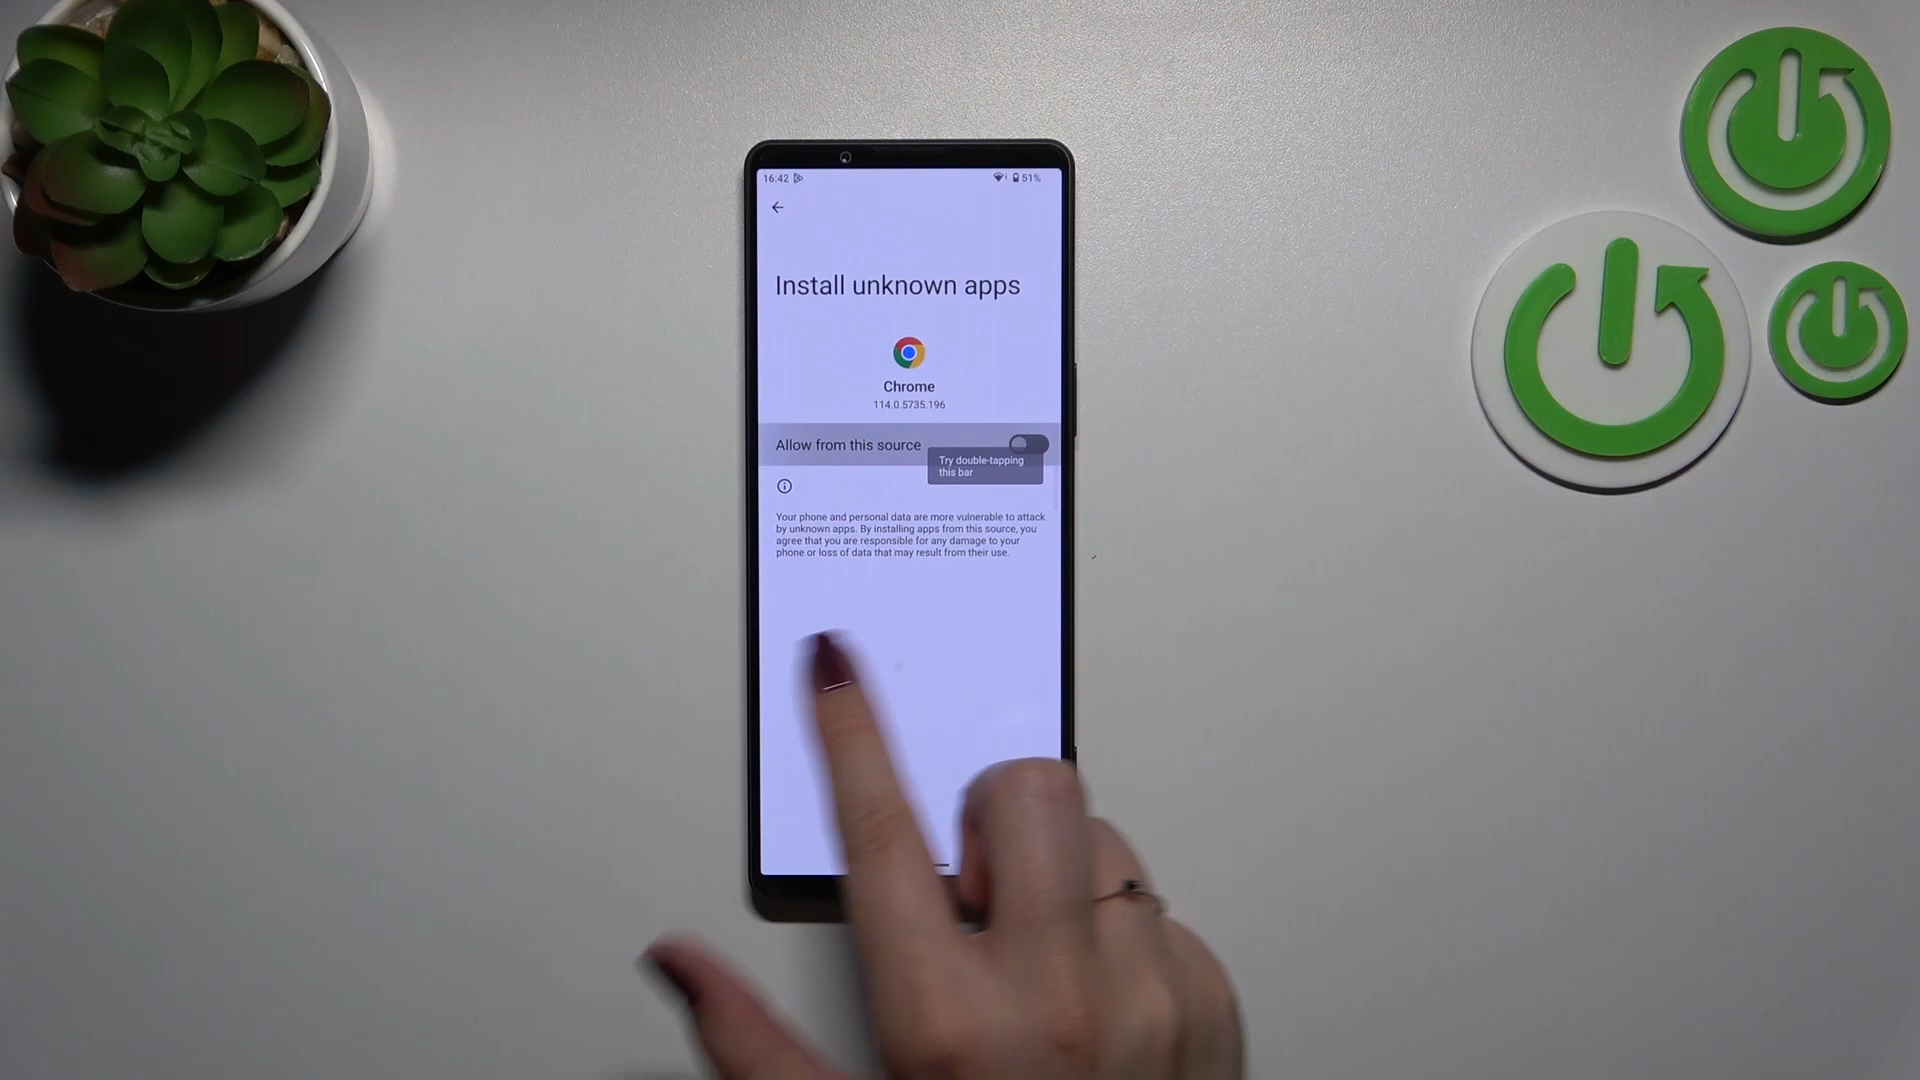 16:42
51%
Install unknown apps
Chrome
114.0.5735.196
Allow from this source
Try double-tapping
this bar
Your phone and personal data are more vulnerable to attack
by unknown apps. By installing apps from this source, you
agree that you are responsible for any damage to your
phone or loss of data that may result from their use.